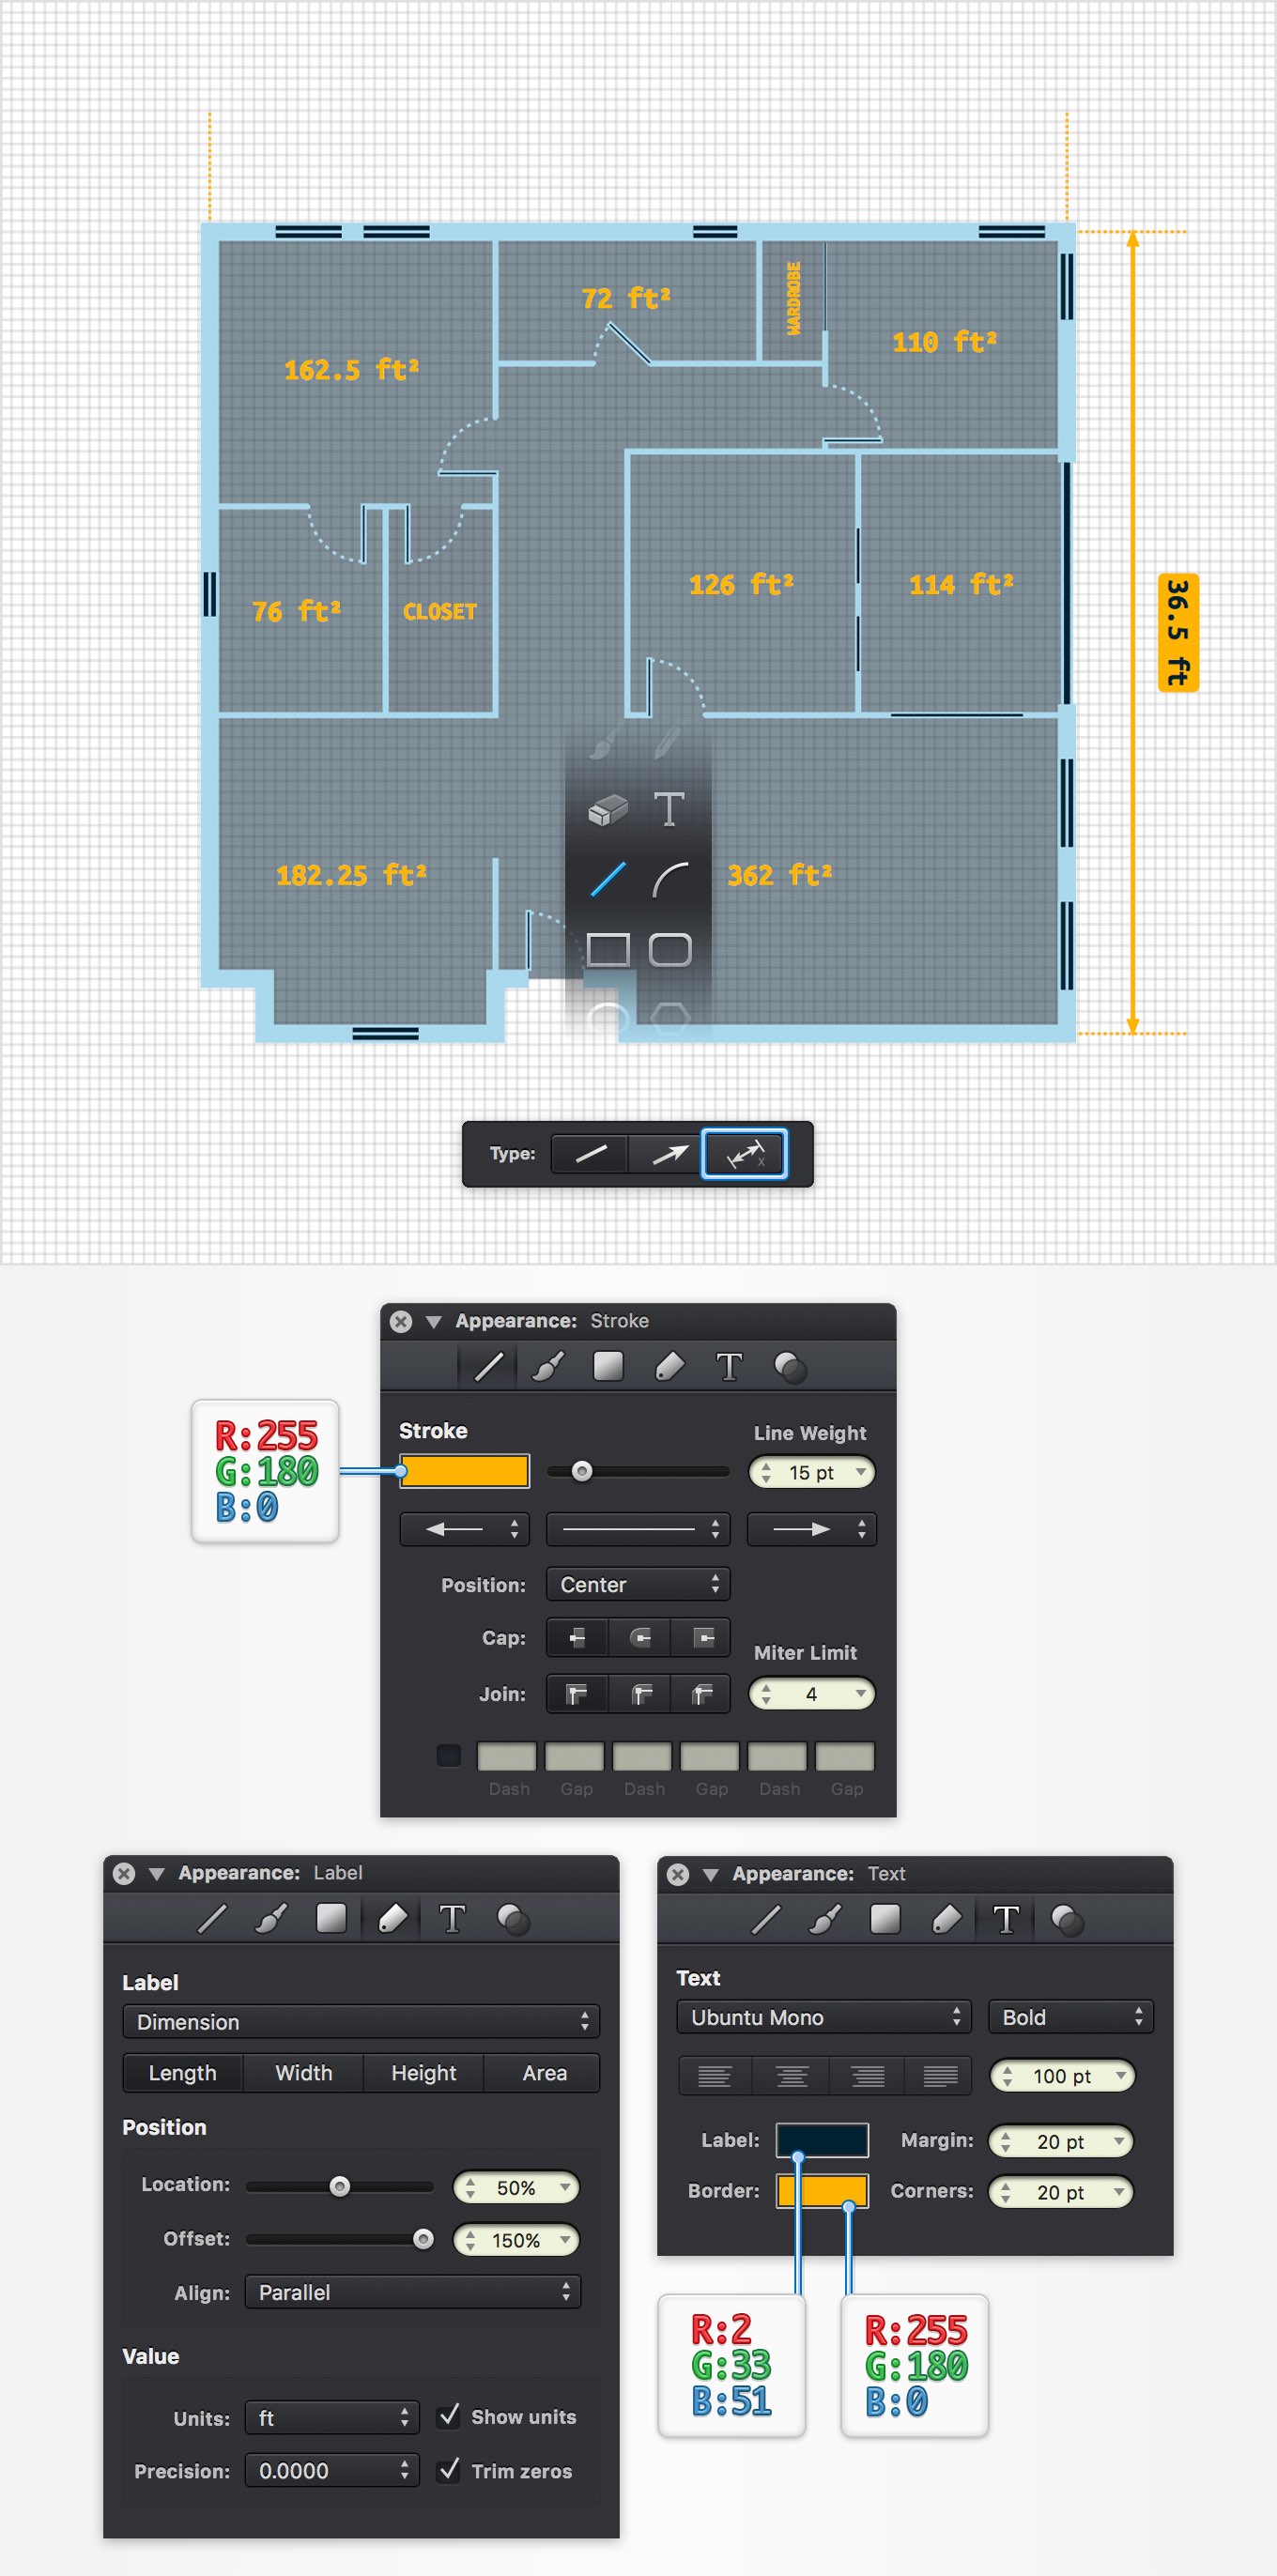 72 ft²
WARDROBE
110 ft²
162.5 ft²
126 ft²
114 ft²
76 ft²
CLOSET
36.5 ft
T
182.25 ft²
362 ft²
Type:
x
Appearance: Stroke
T
Stroke
Line Weight
15 pt
R:255
G:180
B:0
Position:
Center
Cap:
Miter Limit
Join:
4
Dash Gap Dash Gap Dash Gap
Appearance: Label
T
Label
Dimension
Length Width Height Area
Position
Location:
50%
Offset:
150%
Align:
Parallel
Value
Units:
ft
Show units
Precision:
0.0000
Trim zeros
Appearance: Text
T
Text
Ubuntu Mono
Bold
100 pt
Label:
Margin:
20 pt
Border:
Corners:
20 pt
R:2
G:33
B:51
R:255
G:180
B:0